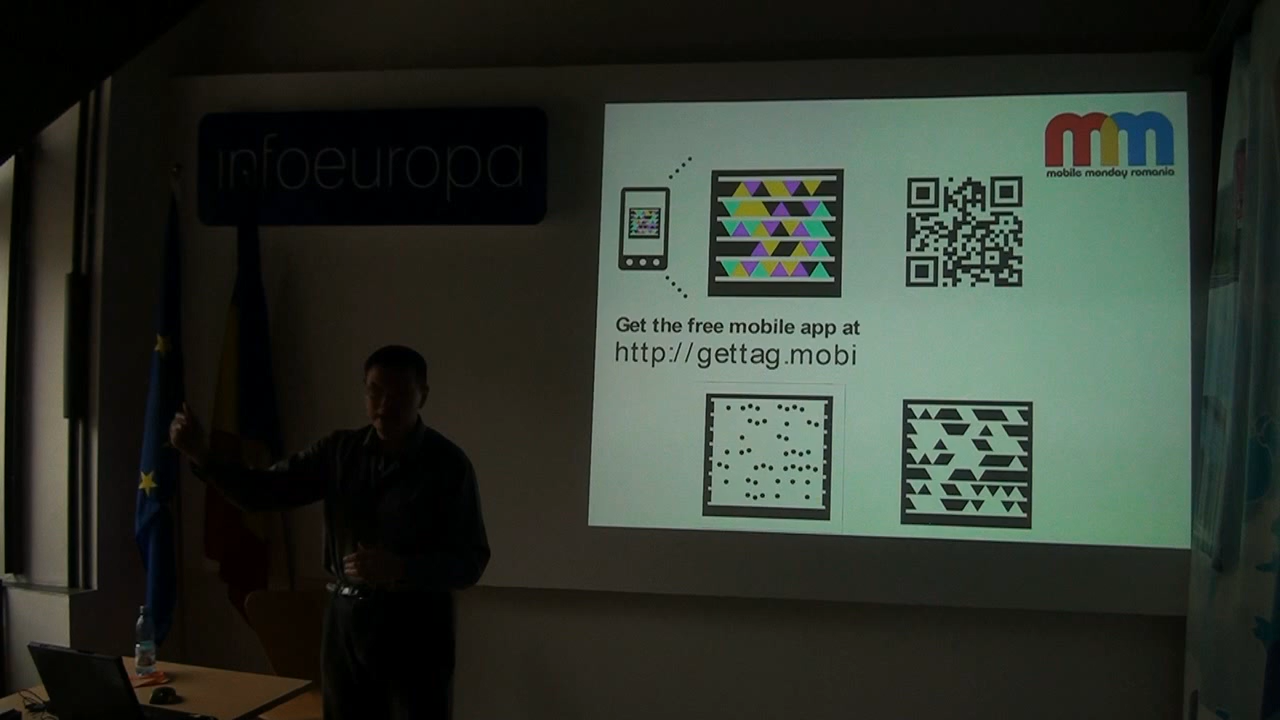 infoeuropa
mobile monday romania
Get the free mobile app at
http://gettag.mobi